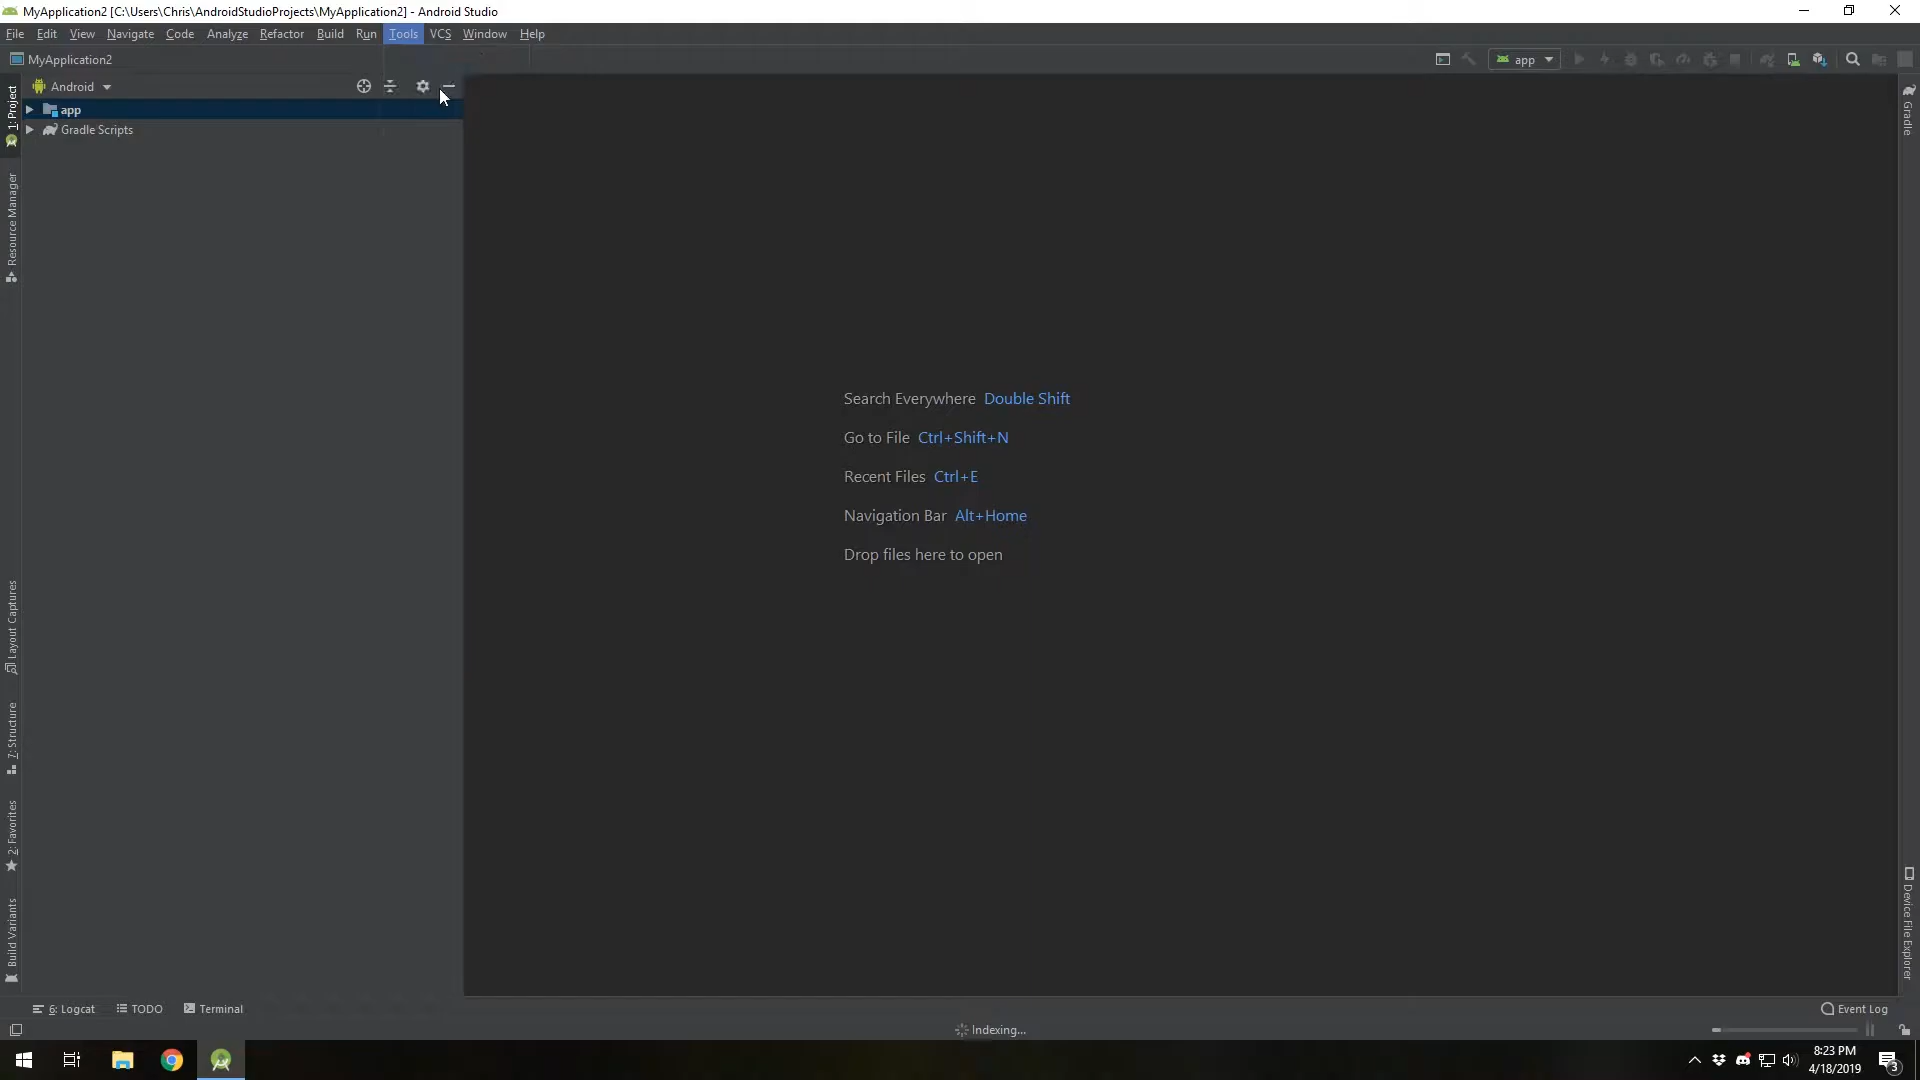 MyApplication2 [C:\Users\Chris\AndroidStudioProjects\MyApplication2] - Android Studio
File Edit View Navigate Code Analyze Refactor Build Run Tools VCS Window Help
MyApplication2
app
Android
1: Project
app
Gradle Scripts
Gradle
Resource Manager
Search Everywhere Double Shift
Go to File Ctrl+Shift+N
Recent Files Ctrl+E
Navigation Bar Alt+Home
Drop files here to open
Layout Captures
7: Structure
2: Favorites
Build Variants
Device File Explorer
6: Logcat TODO Terminal Event Log
Indexing...
8:23 PM
4/18/2019
3